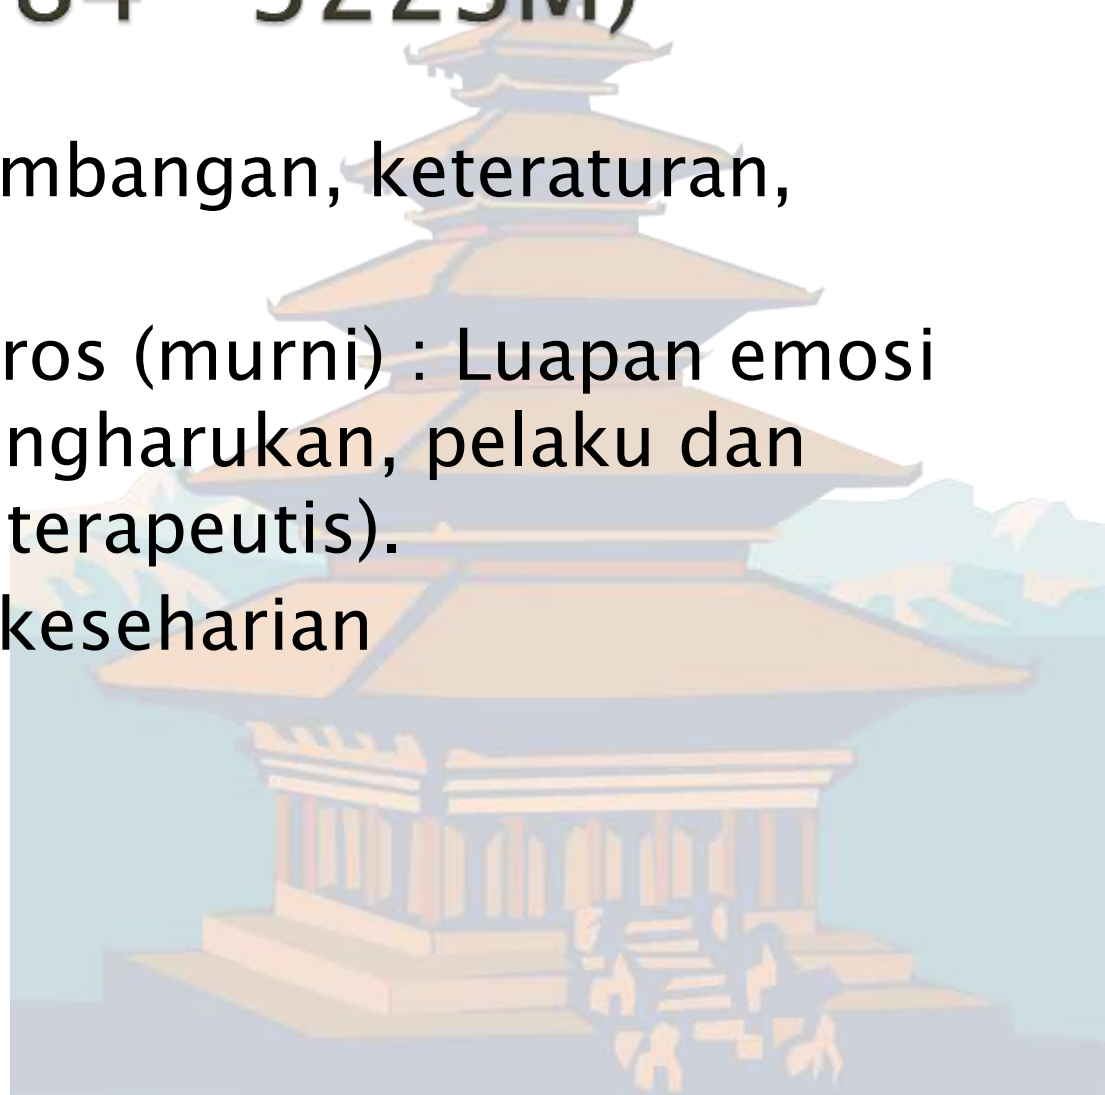 mbangan, keteraturan,
ros (murni) : Luapan emosi
ngharukan, pelaku dan
terapeutis).
keseharian